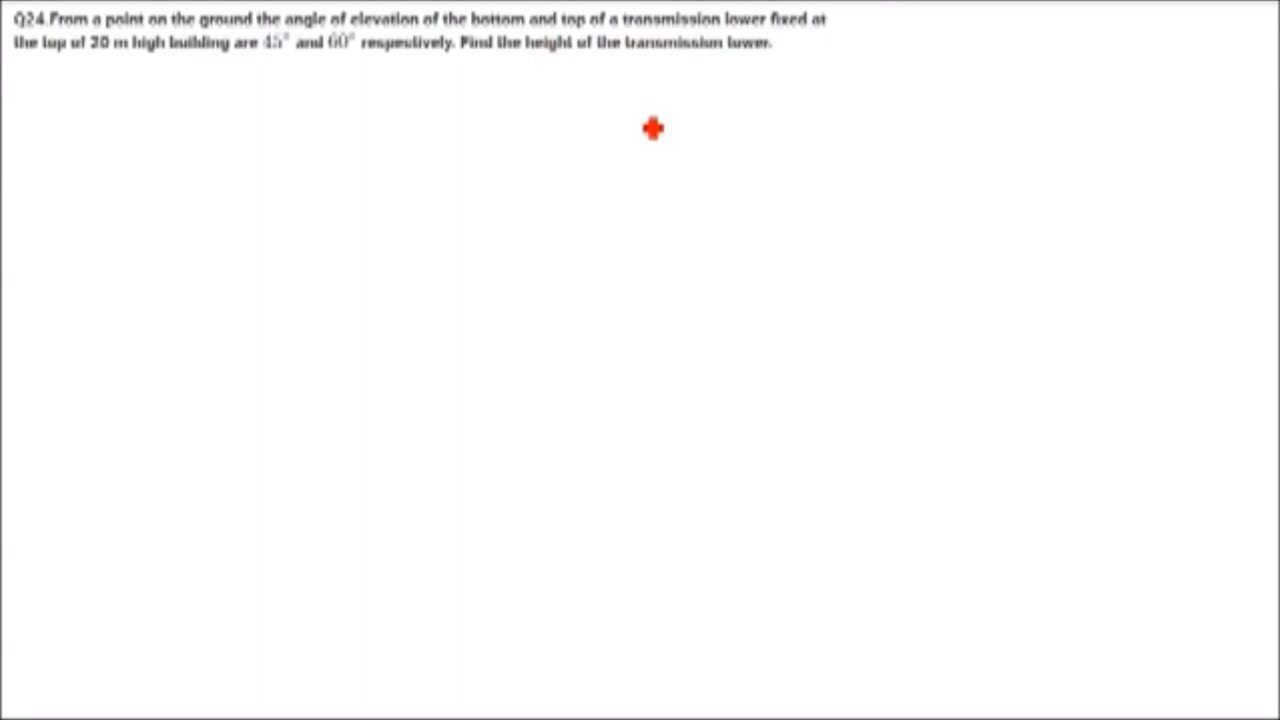 Q24.From a point on the ground the angle of elevation of the bottom and top of a transmission tower fixed at
the top of 20 m high building are 45° and 60° respectively. Find the height of the transmission tower.